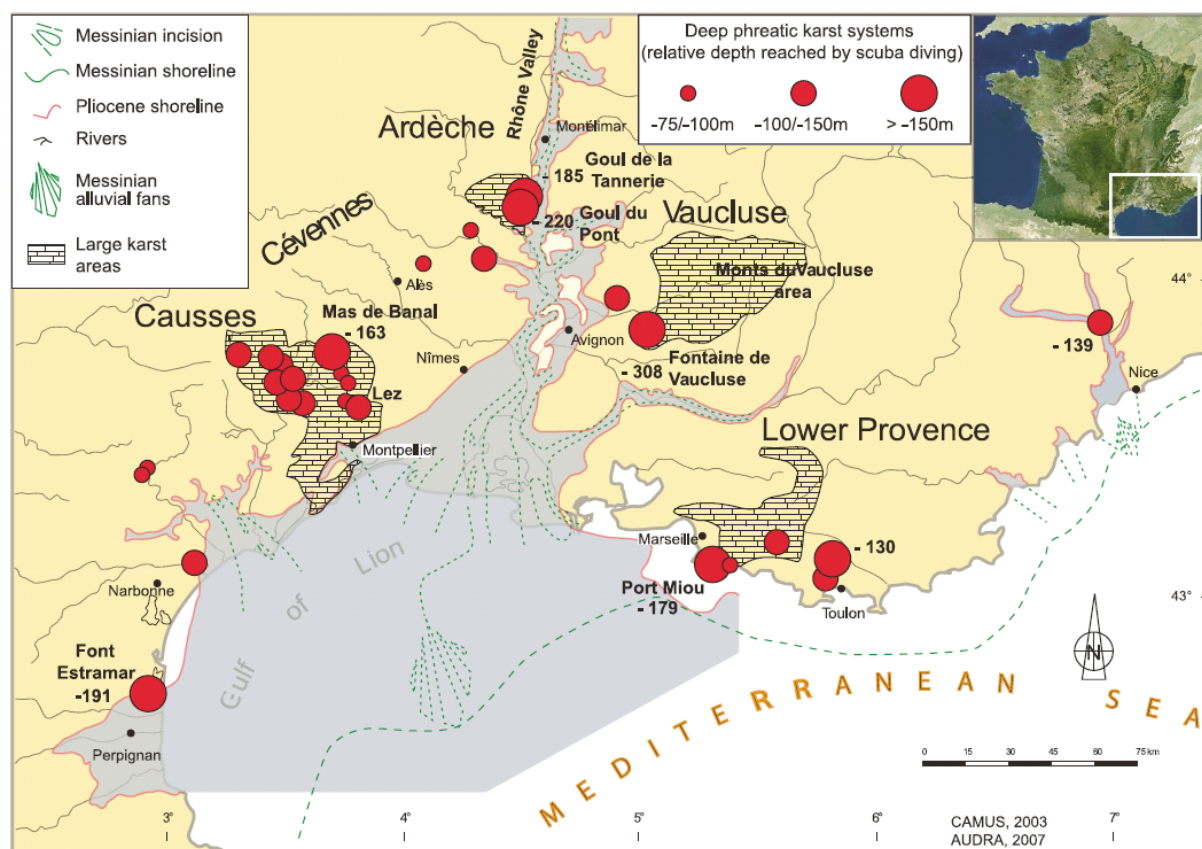 Messinian incision
Messinian shoreline
Pliocene shoreline
Rivers
Messinian
alluvial fans
Large karst
areas
Deep phreatic karst systems
(relative depth reached by scuba diving)
-75/-100m
-100/-150m
> -150m
Rhône Valley
Ardèche
Montélimar
- 185
Goul de la
Tannerie
- 220
Goul du
Pont
Vaucluse
Monts duVaucluse
area
Cévennes
Alès
44°
Causses
Mas de Banal
- 163
Avignon
Nîmes
- 308
Fontaine de
Vaucluse
- 139
Nice
Lez
Montpellier
Lower Provence
Marseille
- 130
Port Miou
- 179
Toulon
43°
Narbonne
Font
Estramar
-191
Perpignan
Gulf of Lion
N
MEDITERRANEAN SEA
0 15 30 45 60 75 km
3°
4°
5°
6°
7°
CAMUS, 2003
AUDRA, 2007